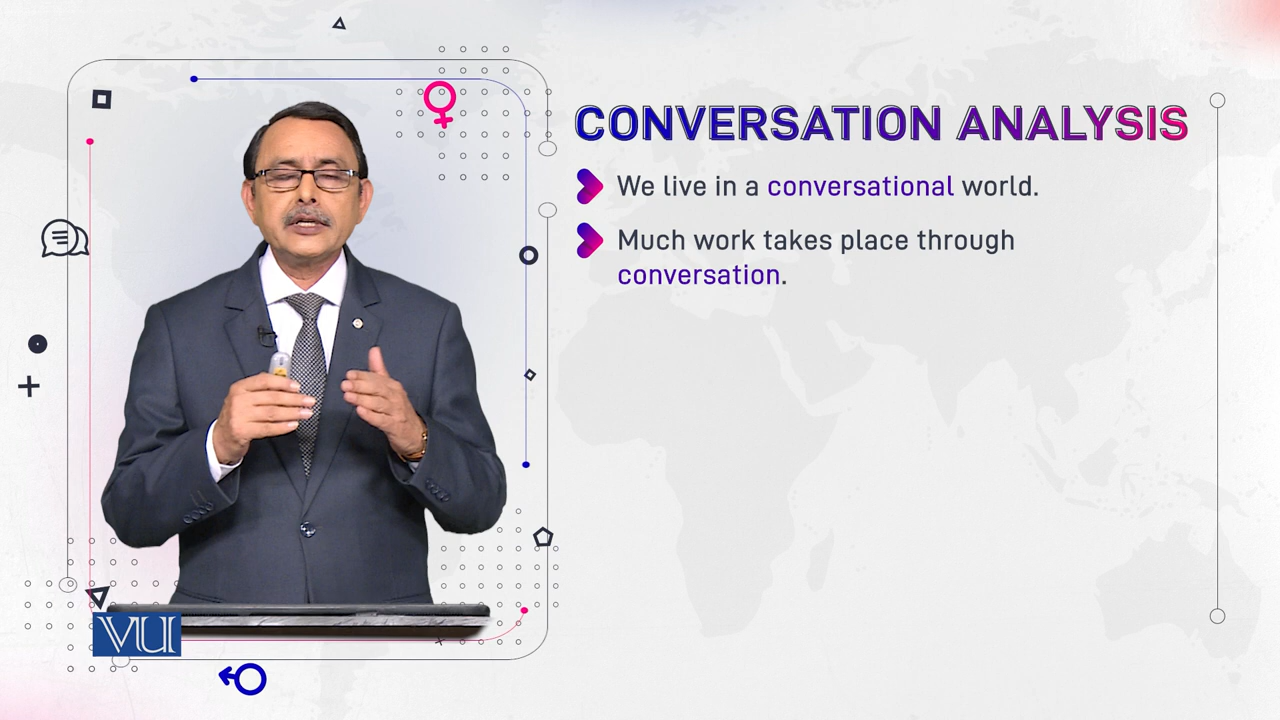 CONVERSATION ANALYSIS
We live in a conversational world.
Much work takes place through
conversation.
VU